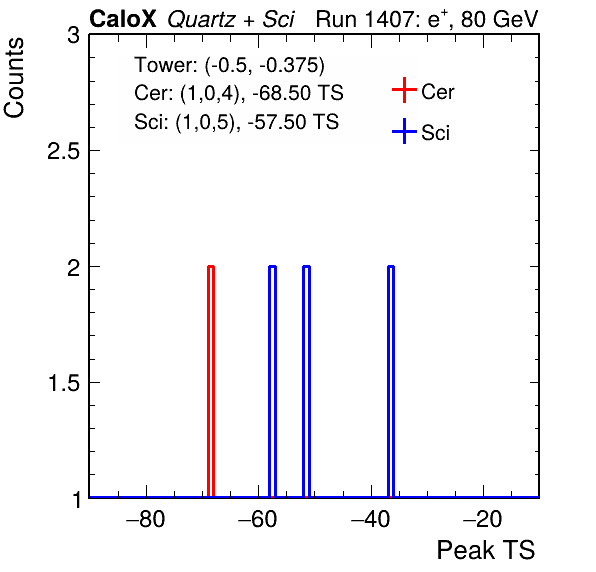 CaloX Quartz + Sci Run 1407: e+, 80 GeV
Counts
3
2.5
2
1.5
1
Tower: (-0.5, -0.375)
Cer: (1,0,4), -68.50 TS
Sci: (1,0,5), -57.50 TS
Cer
Sci
−80 −60 −40 −20
Peak TS